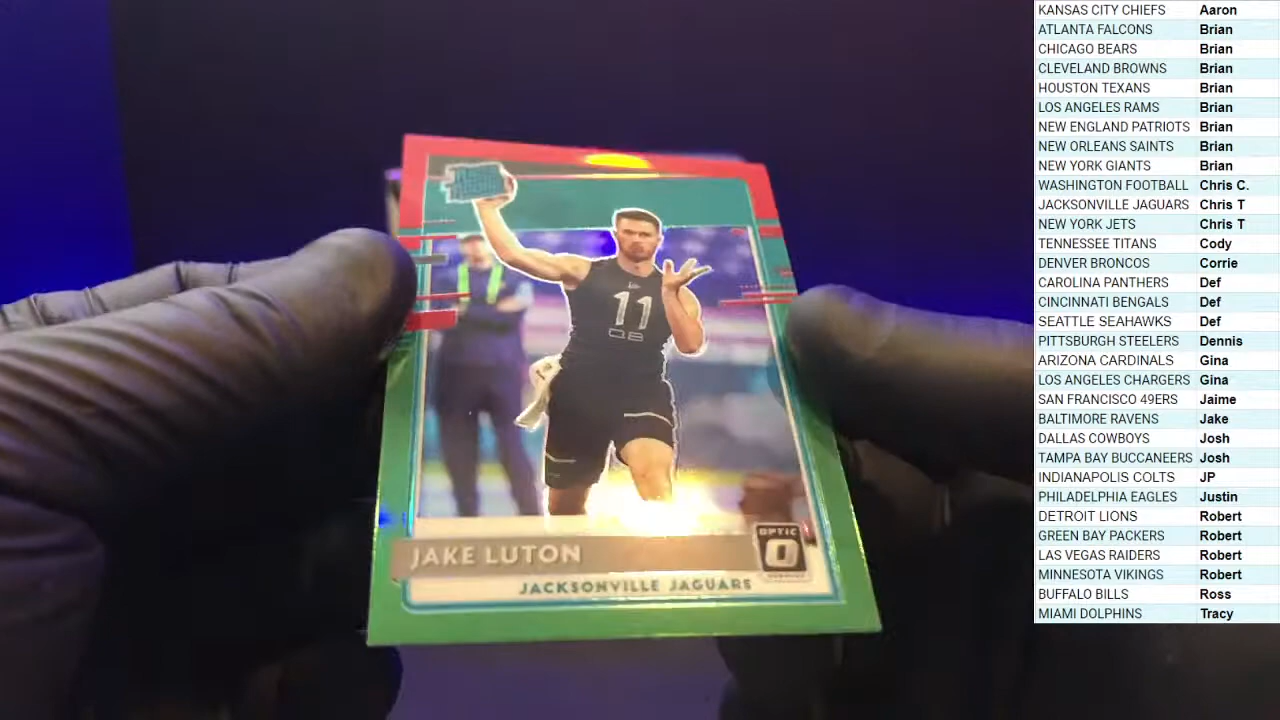 11
QB
JAKE LUTON
OPTIC
JACKSONVILLE JAGUARS
KANSAS CITY CHIEFS Aaron
ATLANTA FALCONS Brian
CHICAGO BEARS Brian
CLEVELAND BROWNS Brian
HOUSTON TEXANS Brian
LOS ANGELES RAMS Brian
NEW ENGLAND PATRIOTS Brian
NEW ORLEANS SAINTS Brian
NEW YORK GIANTS Brian
WASHINGTON FOOTBALL Chris C.
JACKSONVILLE JAGUARS Chris T
NEW YORK JETS Chris T
TENNESSEE TITANS Cody
DENVER BRONCOS Corrie
CAROLINA PANTHERS Def
CINCINNATI BENGALS Def
SEATTLE SEAHAWKS Def
PITTSBURGH STEELERS Dennis
ARIZONA CARDINALS Gina
LOS ANGELES CHARGERS Gina
SAN FRANCISCO 49ERS Jaime
BALTIMORE RAVENS Jake
DALLAS COWBOYS Josh
TAMPA BAY BUCCANEERS Josh
INDIANAPOLIS COLTS JP
PHILADELPHIA EAGLES Justin
DETROIT LIONS Robert
GREEN BAY PACKERS Robert
LAS VEGAS RAIDERS Robert
MINNESOTA VIKINGS Robert
BUFFALO BILLS Ross
MIAMI DOLPHINS Tracy